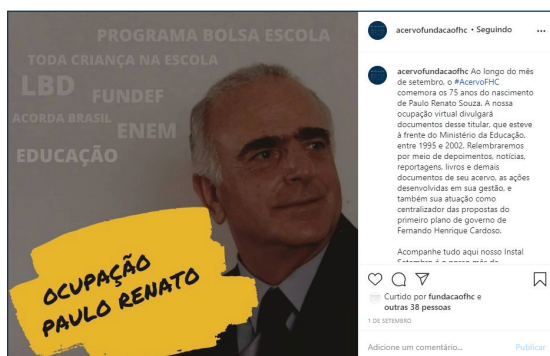 PROGRAMA BOLSA ESCOLA
TODA CRIANÇA NA ESCOLA
LBD
FUNDEF
ACORDA BRASIL
ENEM
EDUCAÇÃO
OCUPAÇÃO
PAULO RENATO
acervofundacaofhc • Seguindo
acervofundacaofhc Ao longo do mês
de setembro, o #AcervoFHC
comemora os 75 anos do nascimento
de Paulo Renato Souza. A nossa
ocupação virtual divulgará
documentos desse titular, que esteve
à frente do Ministério da Educação,
entre 1995 e 2002. Relembraremos
por meio de depoimentos, notícias,
reportagens, livros e demais
documentos de seu acervo, as ações
desenvolvidas em sua gestão, e
também sua atuação como
centralizador das propostas do
primeiro plano de governo de
Fernando Henrique Cardoso.
Acompanhe tudo aqui nosso Insta!
Curtido por fundacaofhc e
outras 38 pessoas
1 DE SETEMBRO
Adicione um comentário...
Publicar